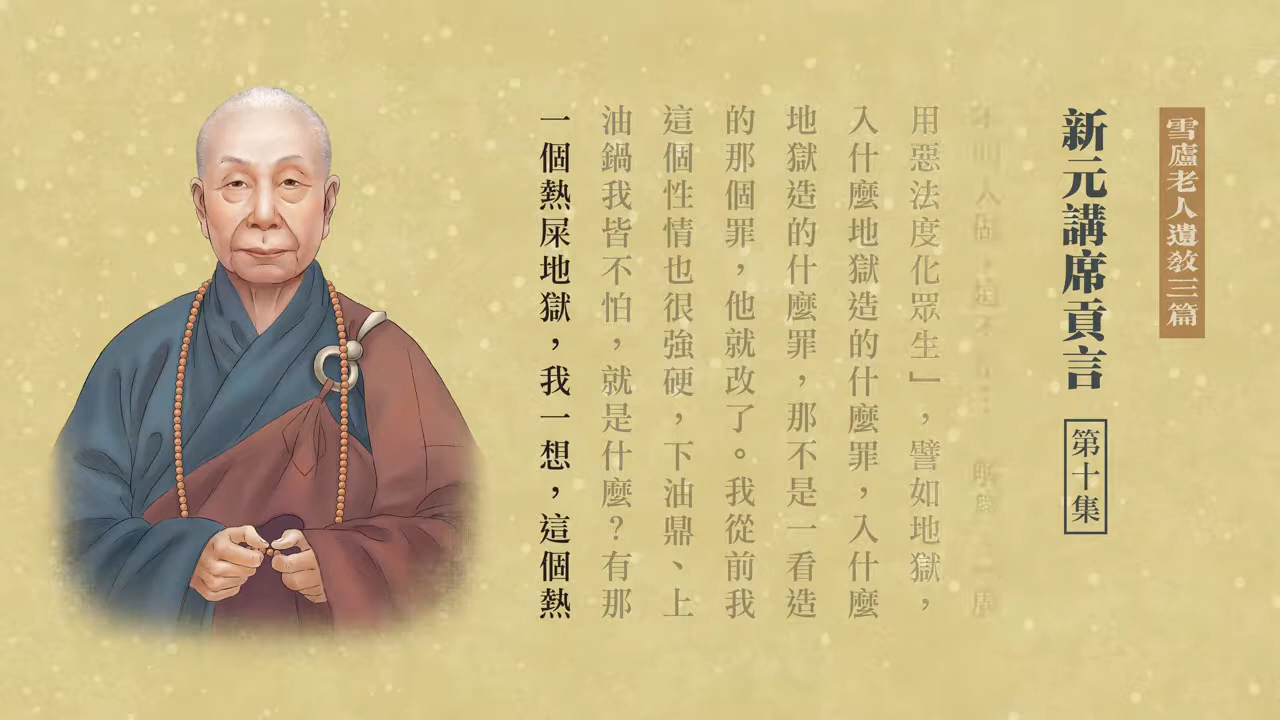 雪廬老人遺教三篇
新元講席貢言
第十集
用惡法度化眾生」，譬如地獄，
入什麼地獄造的什麼罪，入什麼
地獄造的什麼罪，那不是一看造
的那個罪，他就改了。我從前我
這個性情也很強硬，下油鼎、上
油鍋我皆不怕，就是什麼？有那
一個熱屎地獄，我一想，這個熱